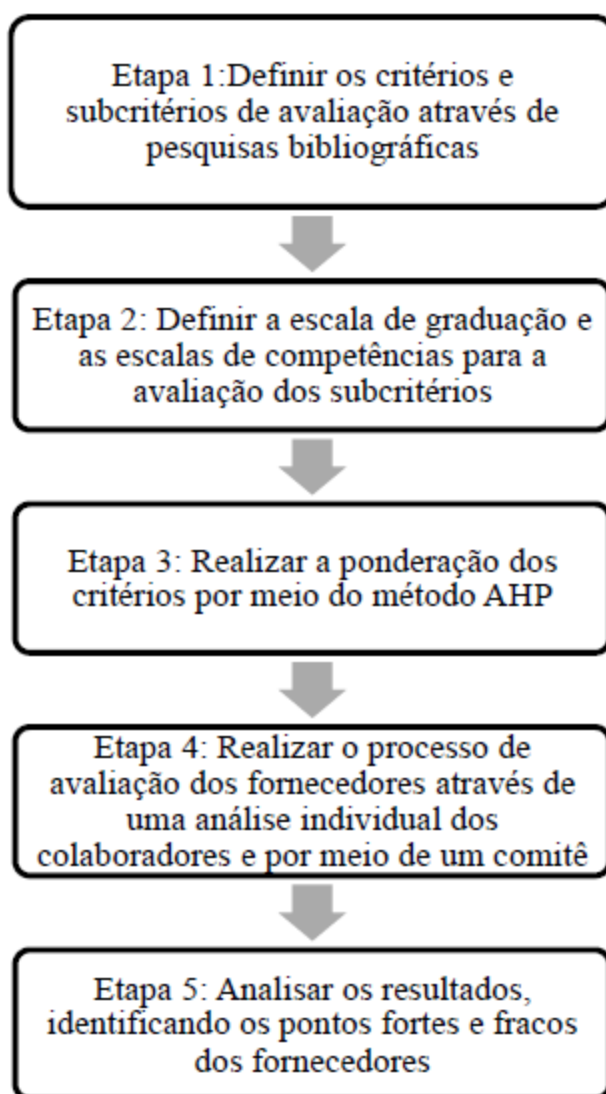 Etapa 1:Definir os critérios e
subcritérios de avaliação através de
pesquisas bibliográficas
Etapa 2: Definir a escala de graduação e
as escalas de competências para a
avaliação dos subcritérios
Etapa 3: Realizar a ponderação dos
critérios por meio do método AHP
Etapa 4: Realizar o processo de
avaliação dos fornecedores através de
uma análise individual dos
colaboradores e por meio de um comitê
Etapa 5: Analisar os resultados,
identificando os pontos fortes e fracos
dos fornecedores